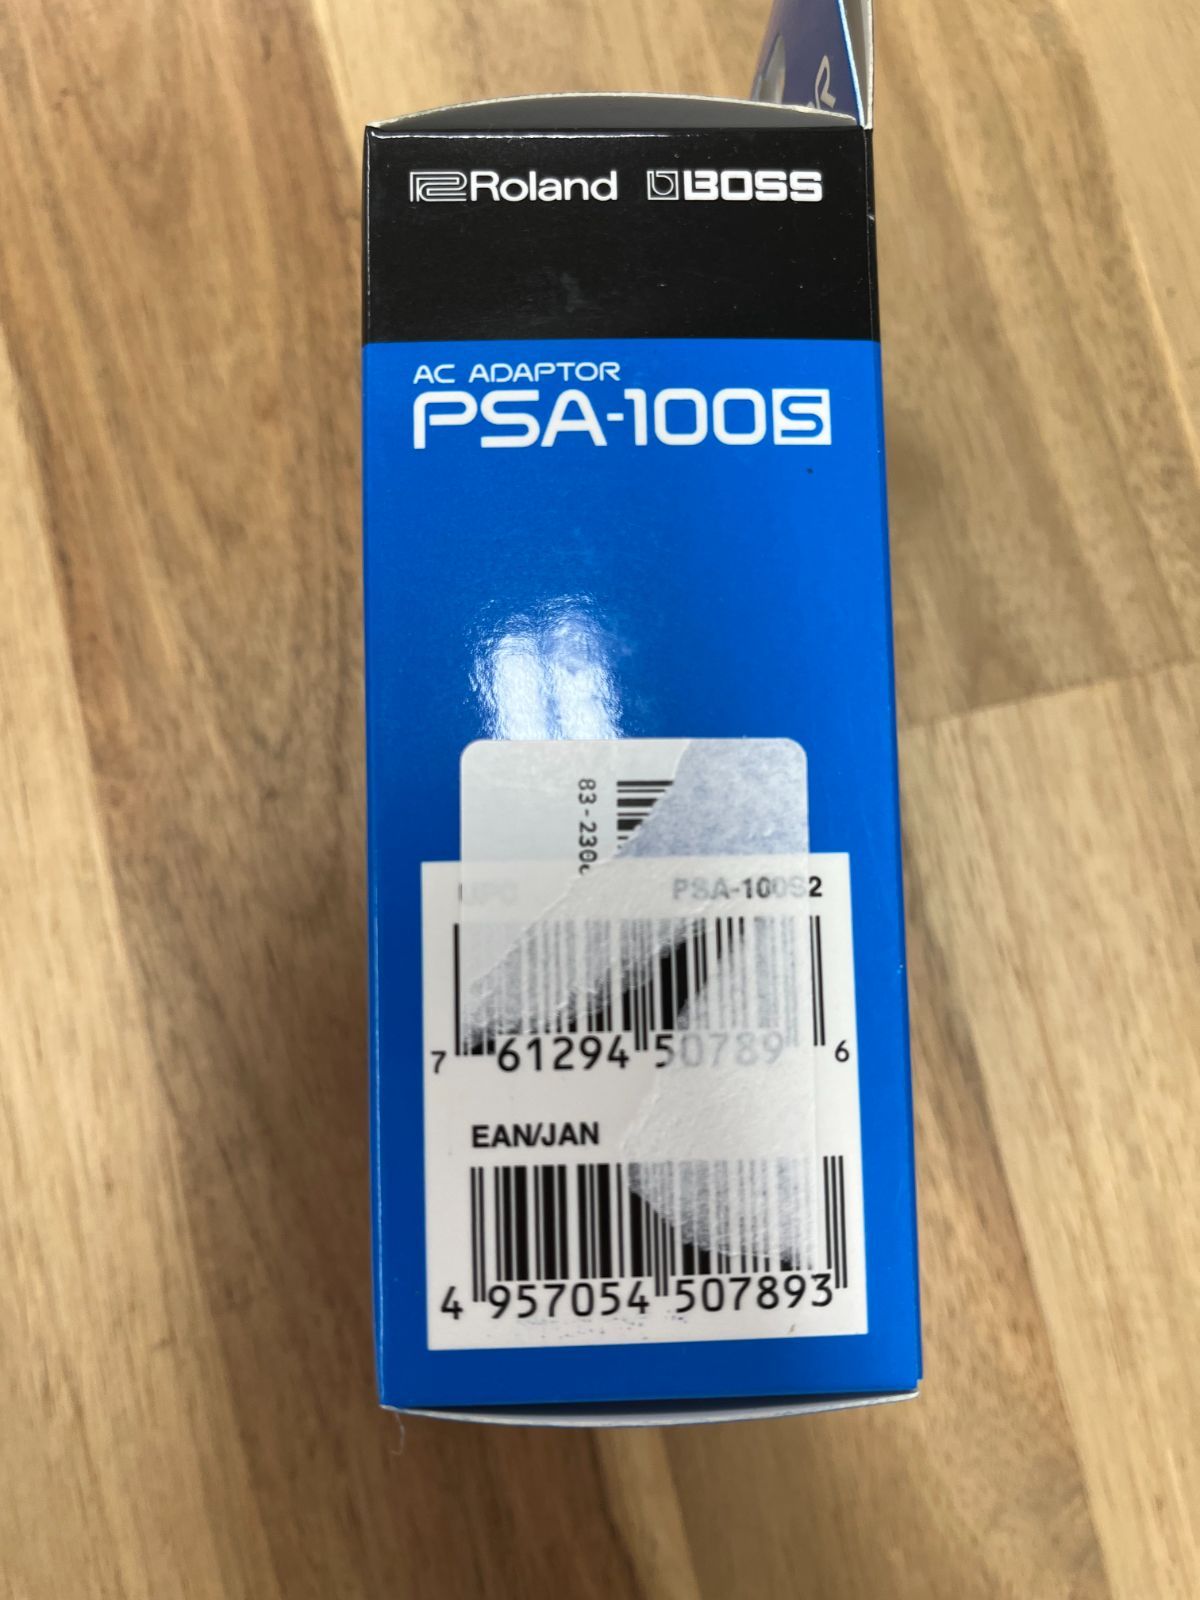 Roland BOSS
AC ADAPTOR
PSA-100S
83-230
UPC PSA-100S2
7 61294 50789 6
EAN/JAN
4 957054 507893